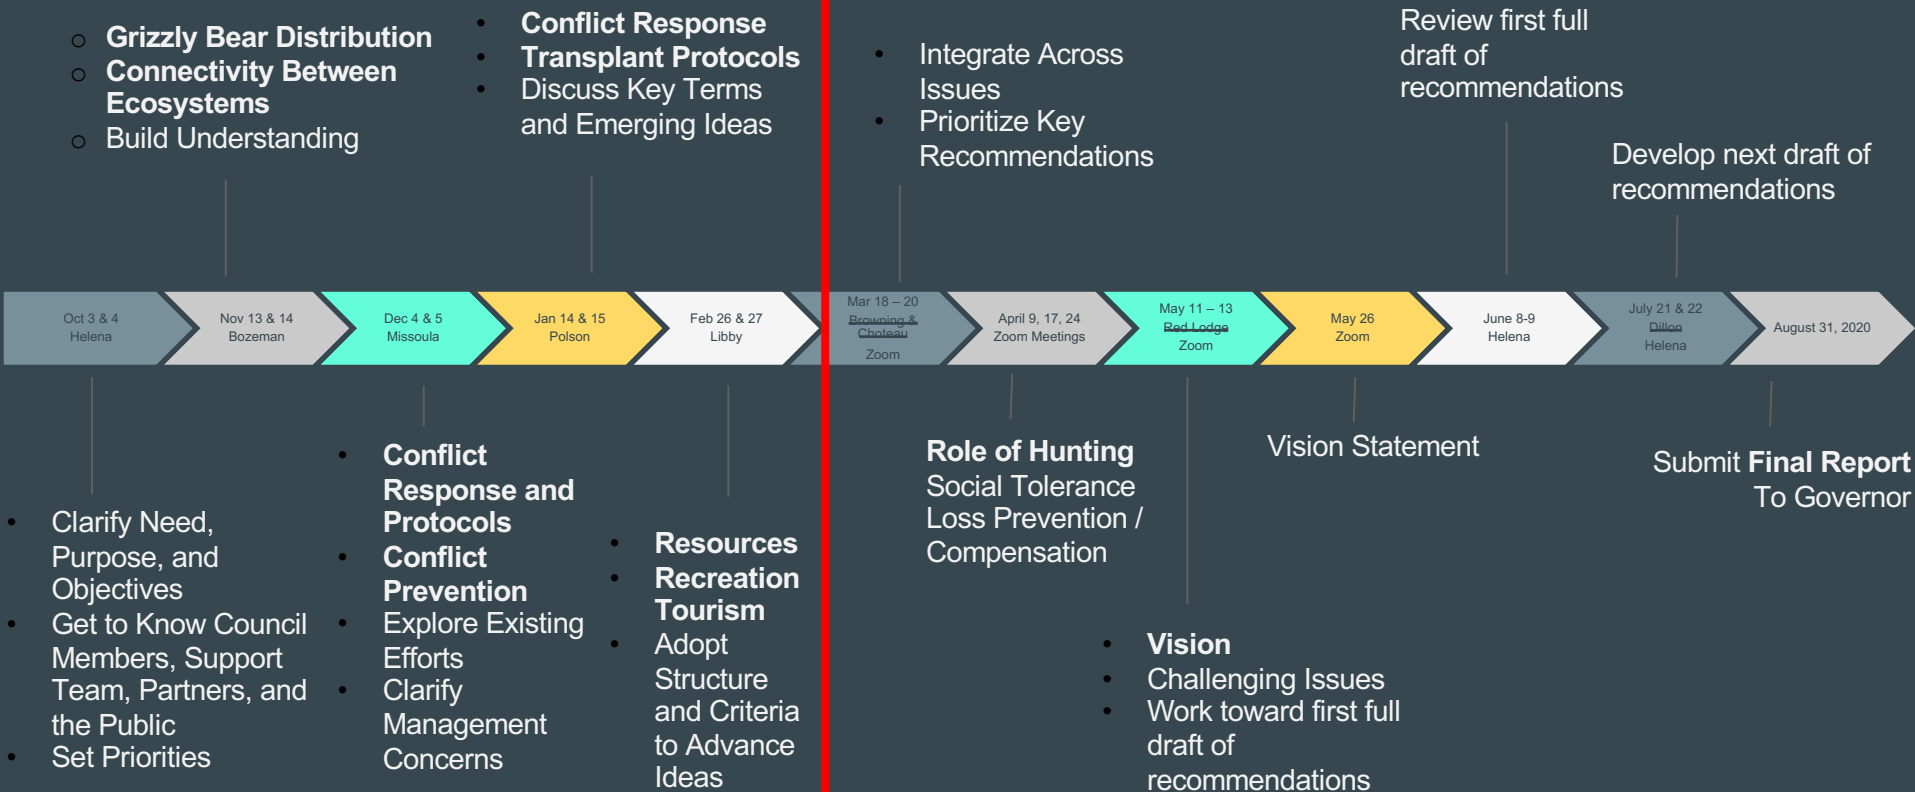 ○ Grizzly Bear Distribution
○ Connectivity Between
Ecosystems
○ Build Understanding
• Conflict Response
• Transplant Protocols
• Discuss Key Terms
and Emerging Ideas
• Integrate Across
Issues
• Prioritize Key
Recommendations
Review first full
draft of
recommendations
Develop next draft of
recommendations
Oct 3 & 4
Helena
Nov 13 & 14
Bozeman
Dec 4 & 5
Missoula
Jan 14 & 15
Polson
Feb 26 & 27
Libby
Mar 18 – 20
Browning &
Choteau
Zoom
April 9, 17, 24
Zoom Meetings
May 11 – 13
Red Lodge
Zoom
May 26
Zoom
June 8-9
Helena
July 21 & 22
Dillon
Helena
August 31, 2020
• Clarify Need,
Purpose, and
Objectives
• Get to Know Council
Members, Support
Team, Partners, and
the Public
• Set Priorities
• Conflict
Response and
Protocols
• Conflict
Prevention
• Explore Existing
Efforts
• Clarify
Management
Concerns
• Resources
• Recreation
Tourism
• Adopt
Structure
and Criteria
to Advance
Ideas
Role of Hunting
Social Tolerance
Loss Prevention /
Compensation
• Vision
• Challenging Issues
• Work toward first full
draft of
recommendations
Vision Statement
Submit Final Report
To Governor